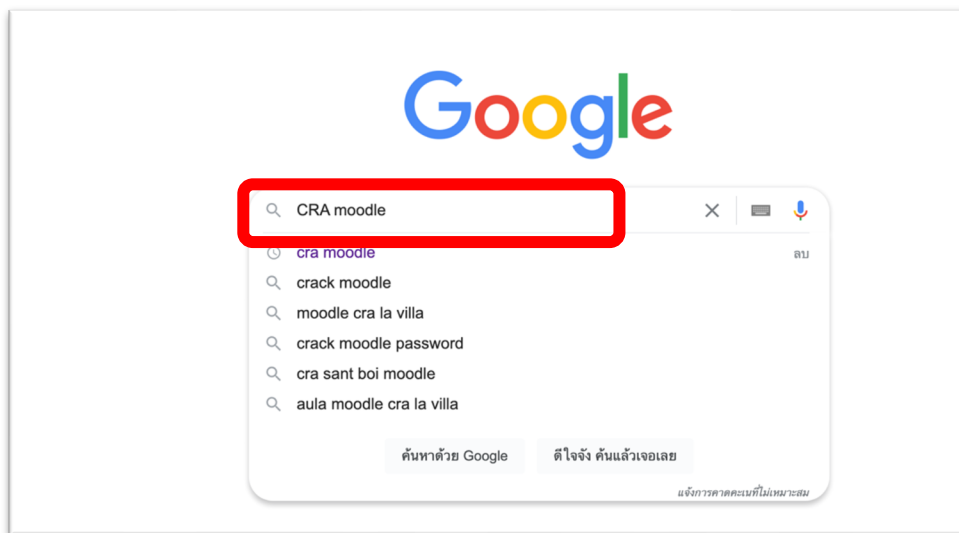 Google
CRA moodle
cra moodle ลบ
crack moodle
moodle cra la villa
crack moodle password
cra sant boi moodle
aula moodle cra la villa
ค้นหาด้วย Google ดีใจจัง ค้นแล้วเจอเลย
แจ้งการคาดคะเนที่ไม่เหมาะสม